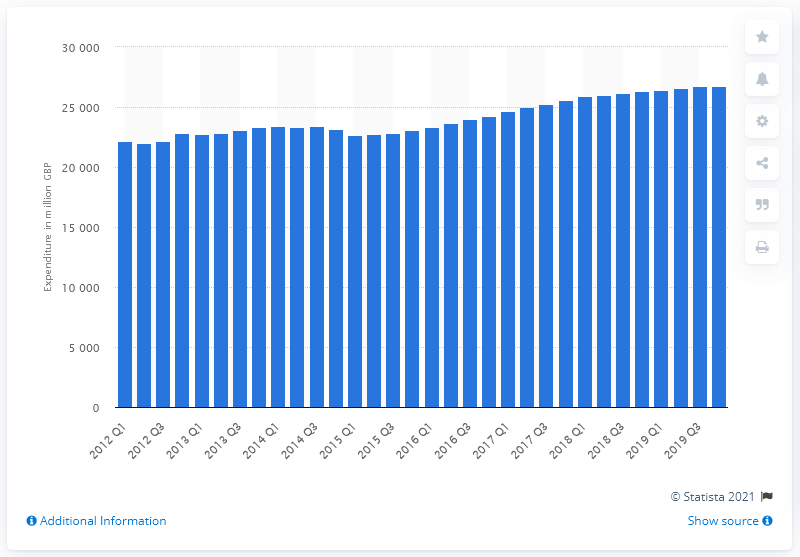 30 000
25 000
20 000
15 000
10 000
5 000
0
Expenditure in million GBP
2012 Q1
2012 Q3
2013 Q1
2013 Q3
2014 Q1
2014 Q3
2015 Q1
2015 Q3
2016 Q1
2016 Q3
2017 Q1
2017 Q3
2018 Q1
2018 Q3
2019 Q1
2019 Q3
© Statista 2021
Additional Information
Show source